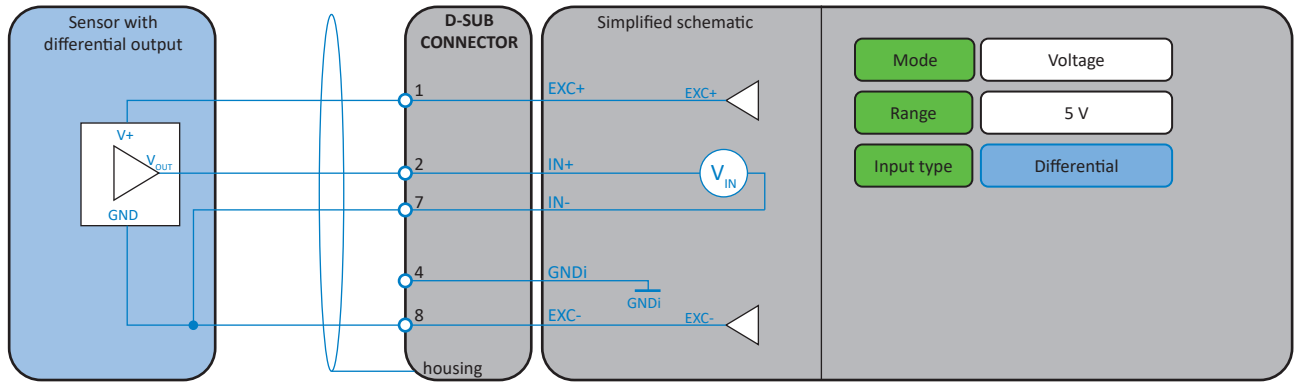 Sensor with
differential output
V+
VOUT
GND
D-SUB
CONNECTOR
1
2
7
4
8
housing
Simplified schematic
EXC+
EXC+
IN+
VIN
IN-
GNDi
GNDi
EXC-
EXC-
Mode
Voltage
Range
5 V
Input type
Differential